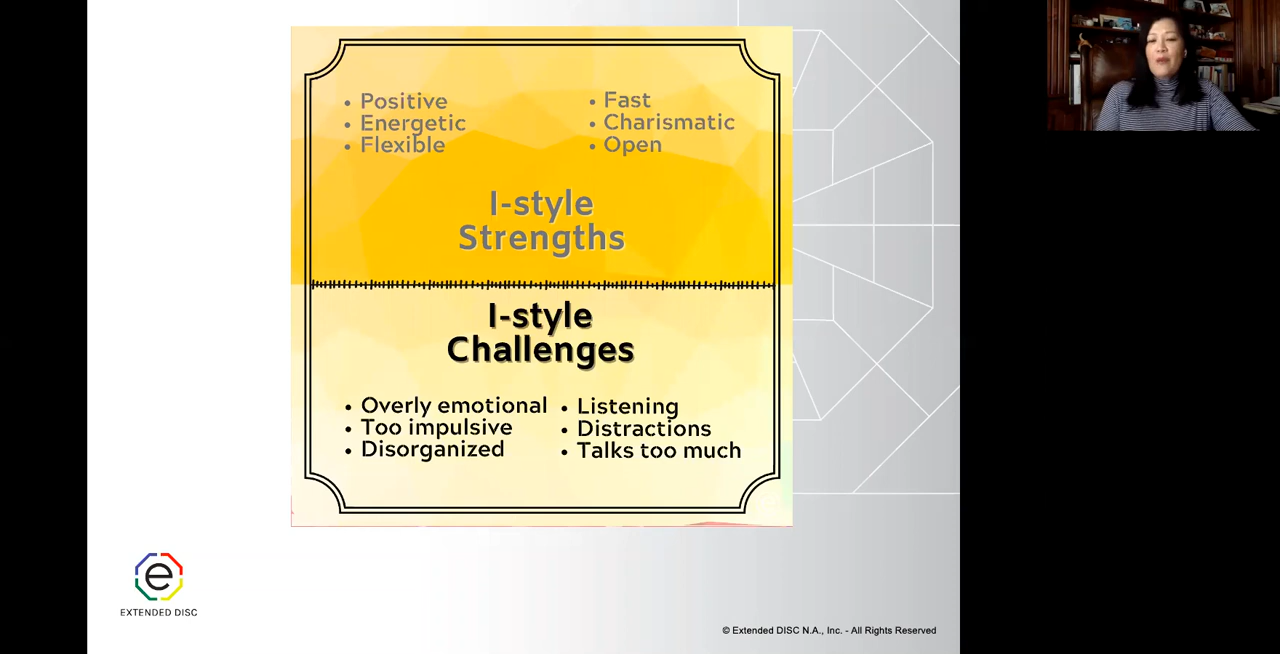 • Positive
• Energetic
• Flexible
• Fast
• Charismatic
• Open
I-style
Strengths
I-style
Challenges
• Overly emotional
• Too impulsive
• Disorganized
• Listening
• Distractions
• Talks too much
e
EXTENDED DISC
© Extended DISC N.A., Inc. - All Rights Reserved